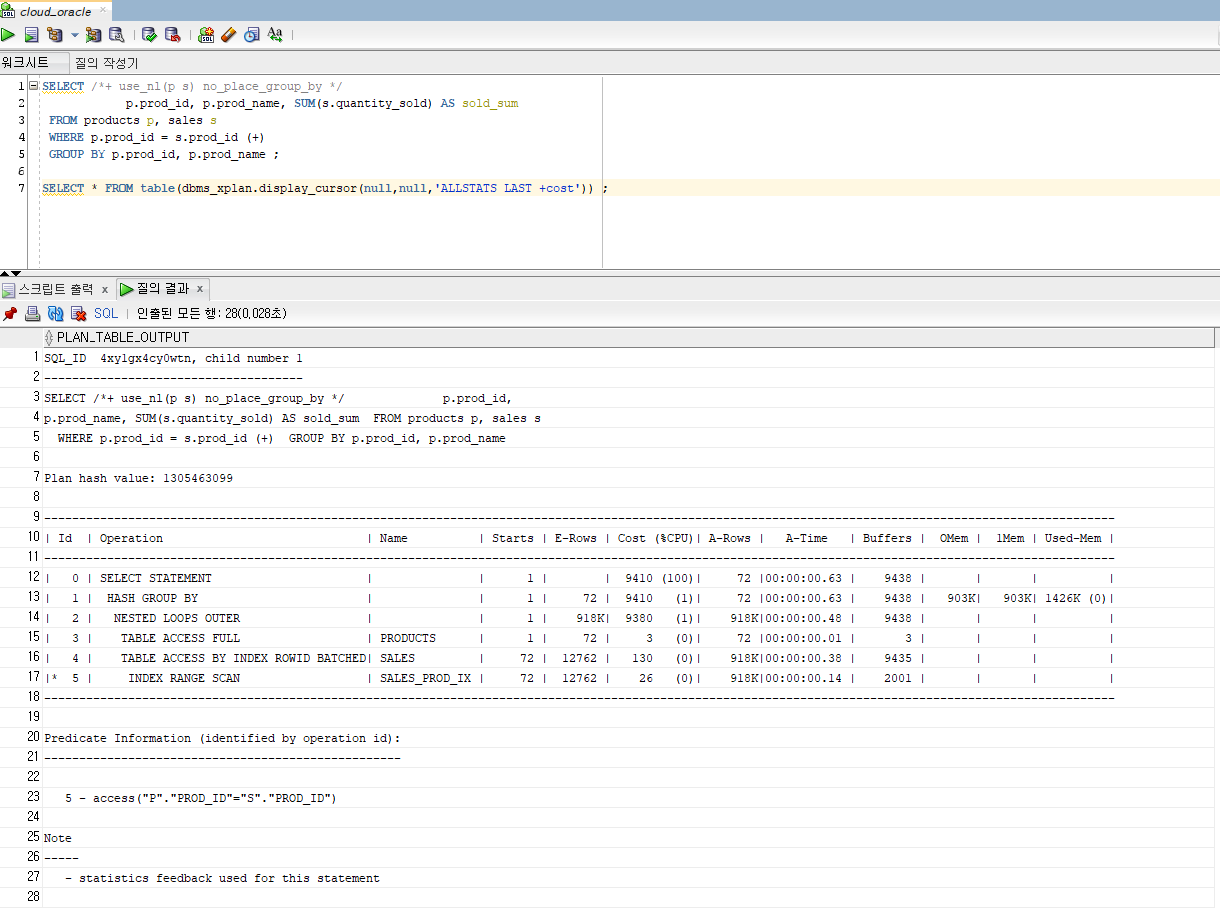 cloud_oracle
워크시트 질의 작성기
1 SELECT /*+ use_nl(p s) no_place_group_by */
2 p.prod_id, p.prod_name, SUM(s.quantity_sold) AS sold_sum
3 FROM products p, sales s
4 WHERE p.prod_id = s.prod_id (+)
5 GROUP BY p.prod_id, p.prod_name ;
6
7 SELECT * FROM table(dbms_xplan.display_cursor(null,null,'ALLSTATS LAST +cost')) ;
스크립트 출력 x 질의 결과 x
SQL | 인출된 모든 행: 28(0,028초)
PLAN_TABLE_OUTPUT
1 SQL_ID  4xy1gx4cy0wtn, child number 1
2 -------------------------------------
3 SELECT /*+ use_nl(p s) no_place_group_by */              p.prod_id,
4 p.prod_name, SUM(s.quantity_sold) AS sold_sum  FROM products p, sales s
5   WHERE p.prod_id = s.prod_id (+)  GROUP BY p.prod_id, p.prod_name
6
7 Plan hash value: 1305463099
8
9 ---------------------------------------------------------------------------------------------------------------------------------------------------------
10 | Id  | Operation                            | Name          | Starts | E-Rows | Cost (%CPU)| A-Rows |   A-Time   | Buffers |  OMem |  1Mem | Used-Mem |
11 ---------------------------------------------------------------------------------------------------------------------------------------------------------
12 |   0 | SELECT STATEMENT                     |               |      1 |        |  9410 (100)|     72 |00:00:00.63 |    9438 |       |       |          |
13 |   1 |  HASH GROUP BY                       |               |      1 |     72 |  9410   (1)|     72 |00:00:00.63 |    9438 |   903K|   903K| 1426K (0)|
14 |   2 |   NESTED LOOPS OUTER                 |               |      1 |    918K|  9380   (1)|    918K|00:00:00.48 |    9438 |       |       |          |
15 |   3 |    TABLE ACCESS FULL                 | PRODUCTS      |      1 |     72 |     3   (0)|     72 |00:00:00.01 |       3 |       |       |          |
16 |   4 |    TABLE ACCESS BY INDEX ROWID BATCHED| SALES         |     72 |  12762 |   130   (0)|    918K|00:00:00.38 |    9435 |       |       |          |
17 |*  5 |     INDEX RANGE SCAN                 | SALES_PROD_IX |     72 |  12762 |    26   (0)|    918K|00:00:00.14 |    2001 |       |       |          |
18 ---------------------------------------------------------------------------------------------------------------------------------------------------------
19
20 Predicate Information (identified by operation id):
21 ---------------------------------------------------
22
23    5 - access("P"."PROD_ID"="S"."PROD_ID")
24
25 Note
26 -----
27    - statistics feedback used for this statement
28